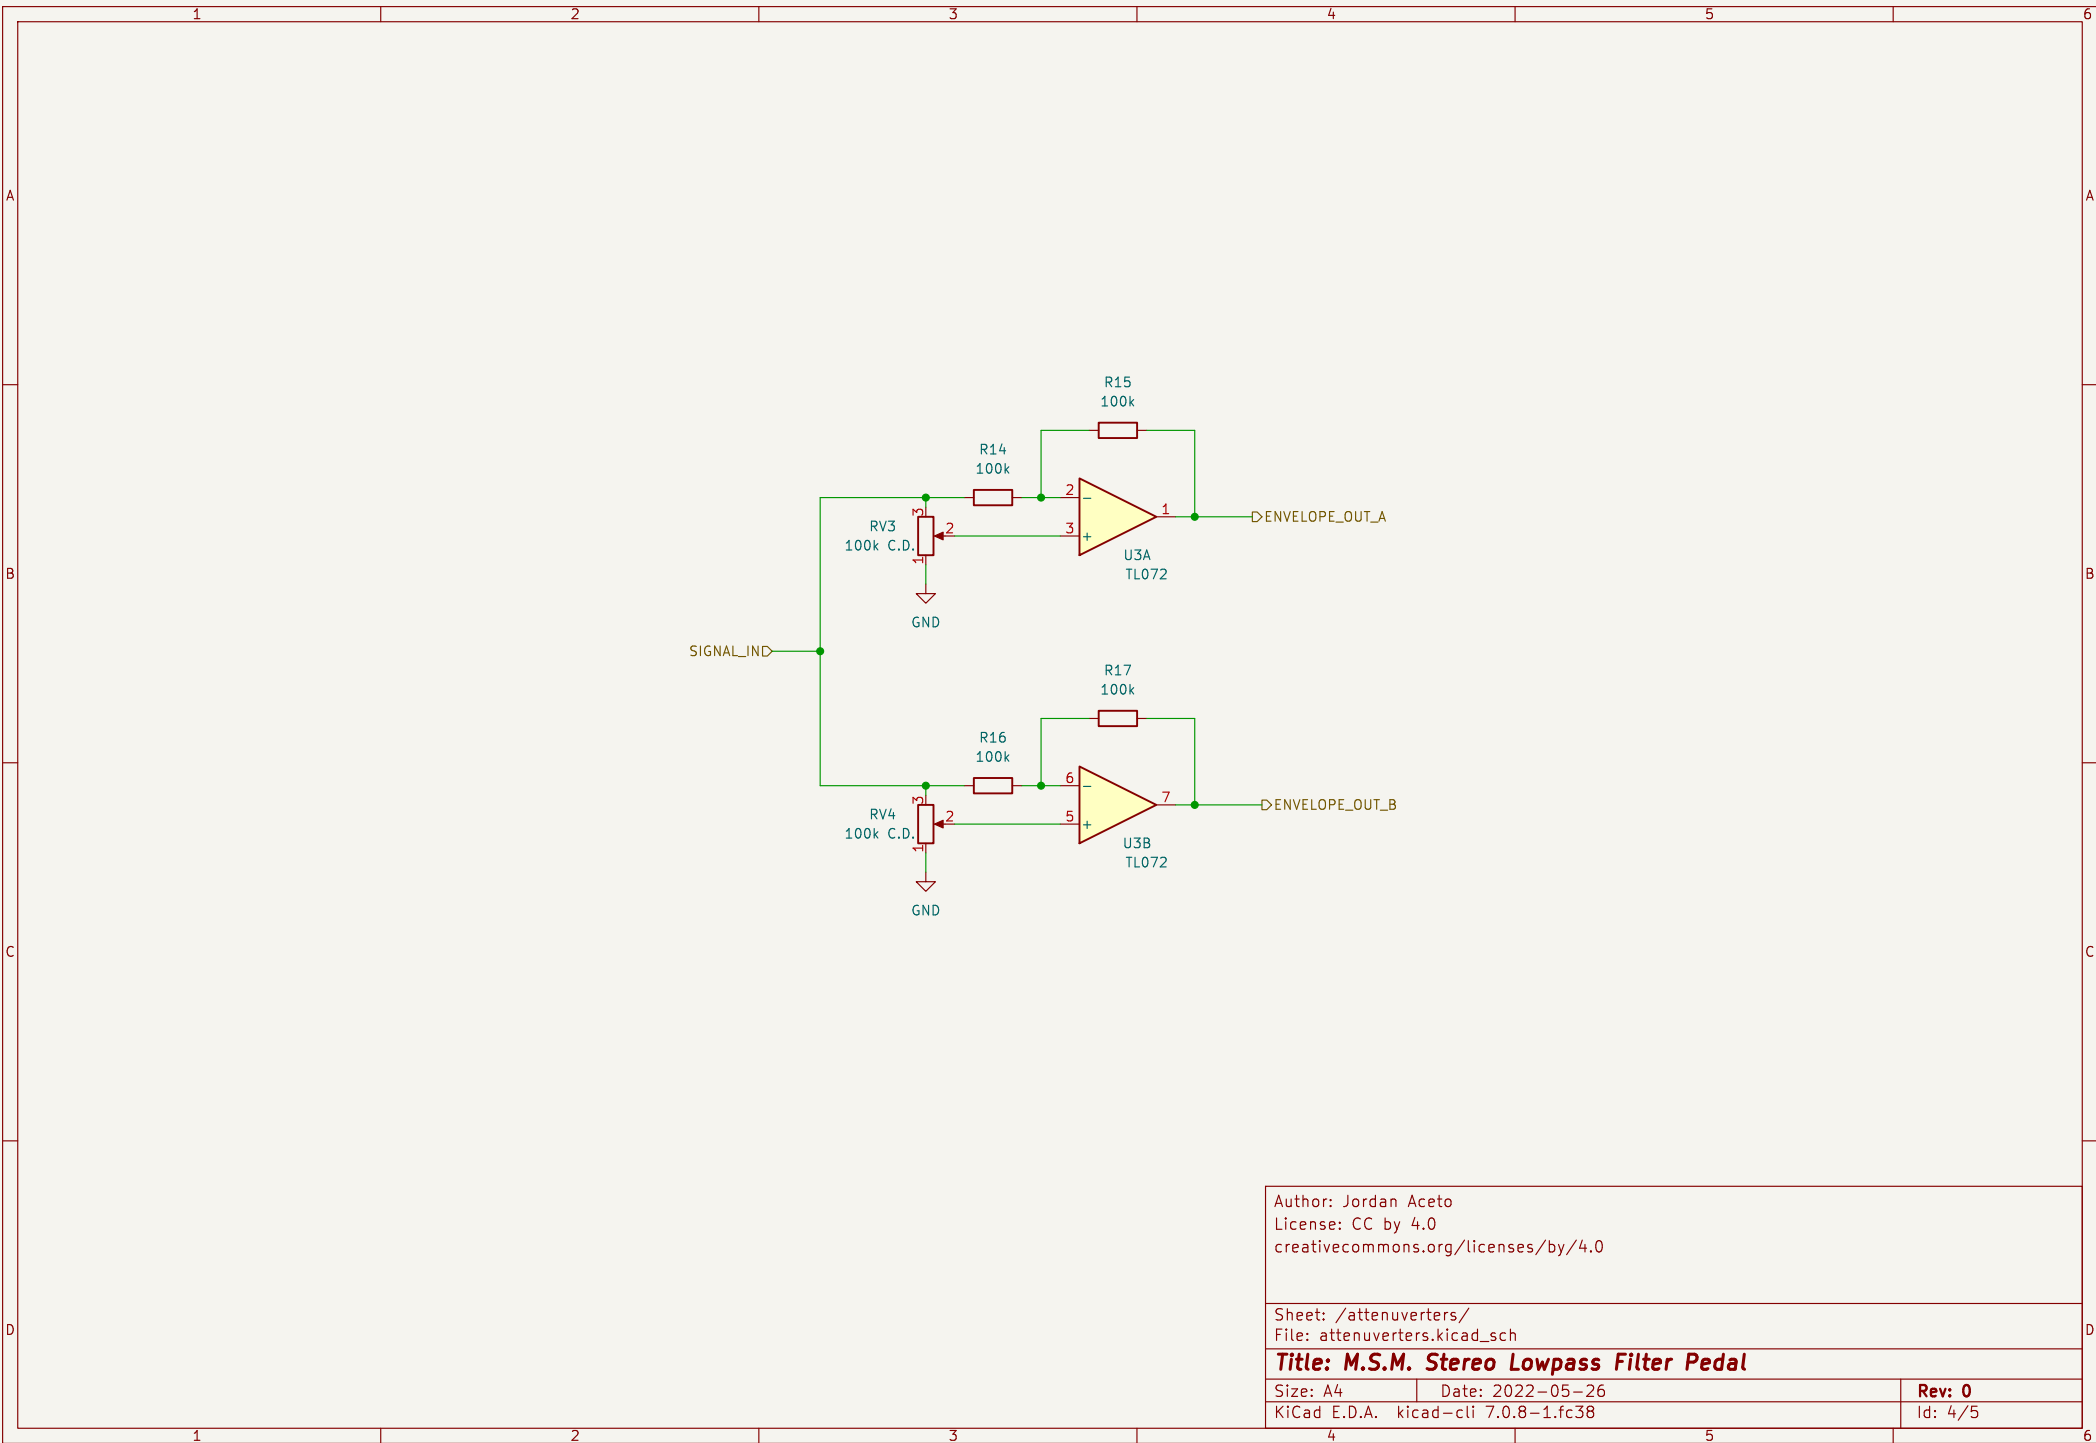 1 2 3 4 5 6
A A
R15
100k
R14
100k
2
−
1
ENVELOPE_OUT_A
3
RV3
100k C.D.
2
3
+
1
U3A
TL072
B B
GND
SIGNAL_IN
R17
100k
R16
100k
6
−
7
ENVELOPE_OUT_B
3
RV4
100k C.D.
2
5
+
1
U3B
TL072
GND
C C
Author: Jordan Aceto
License: CC by 4.0
creativecommons.org/licenses/by/4.0
Sheet: /attenuverters/
File: attenuverters.kicad_sch
D D
Title: M.S.M. Stereo Lowpass Filter Pedal
Size: A4 Date: 2022-05-26 Rev: 0
KiCad E.D.A. kicad-cli 7.0.8-1.fc38 Id: 4/5
1 2 3 4 5 6